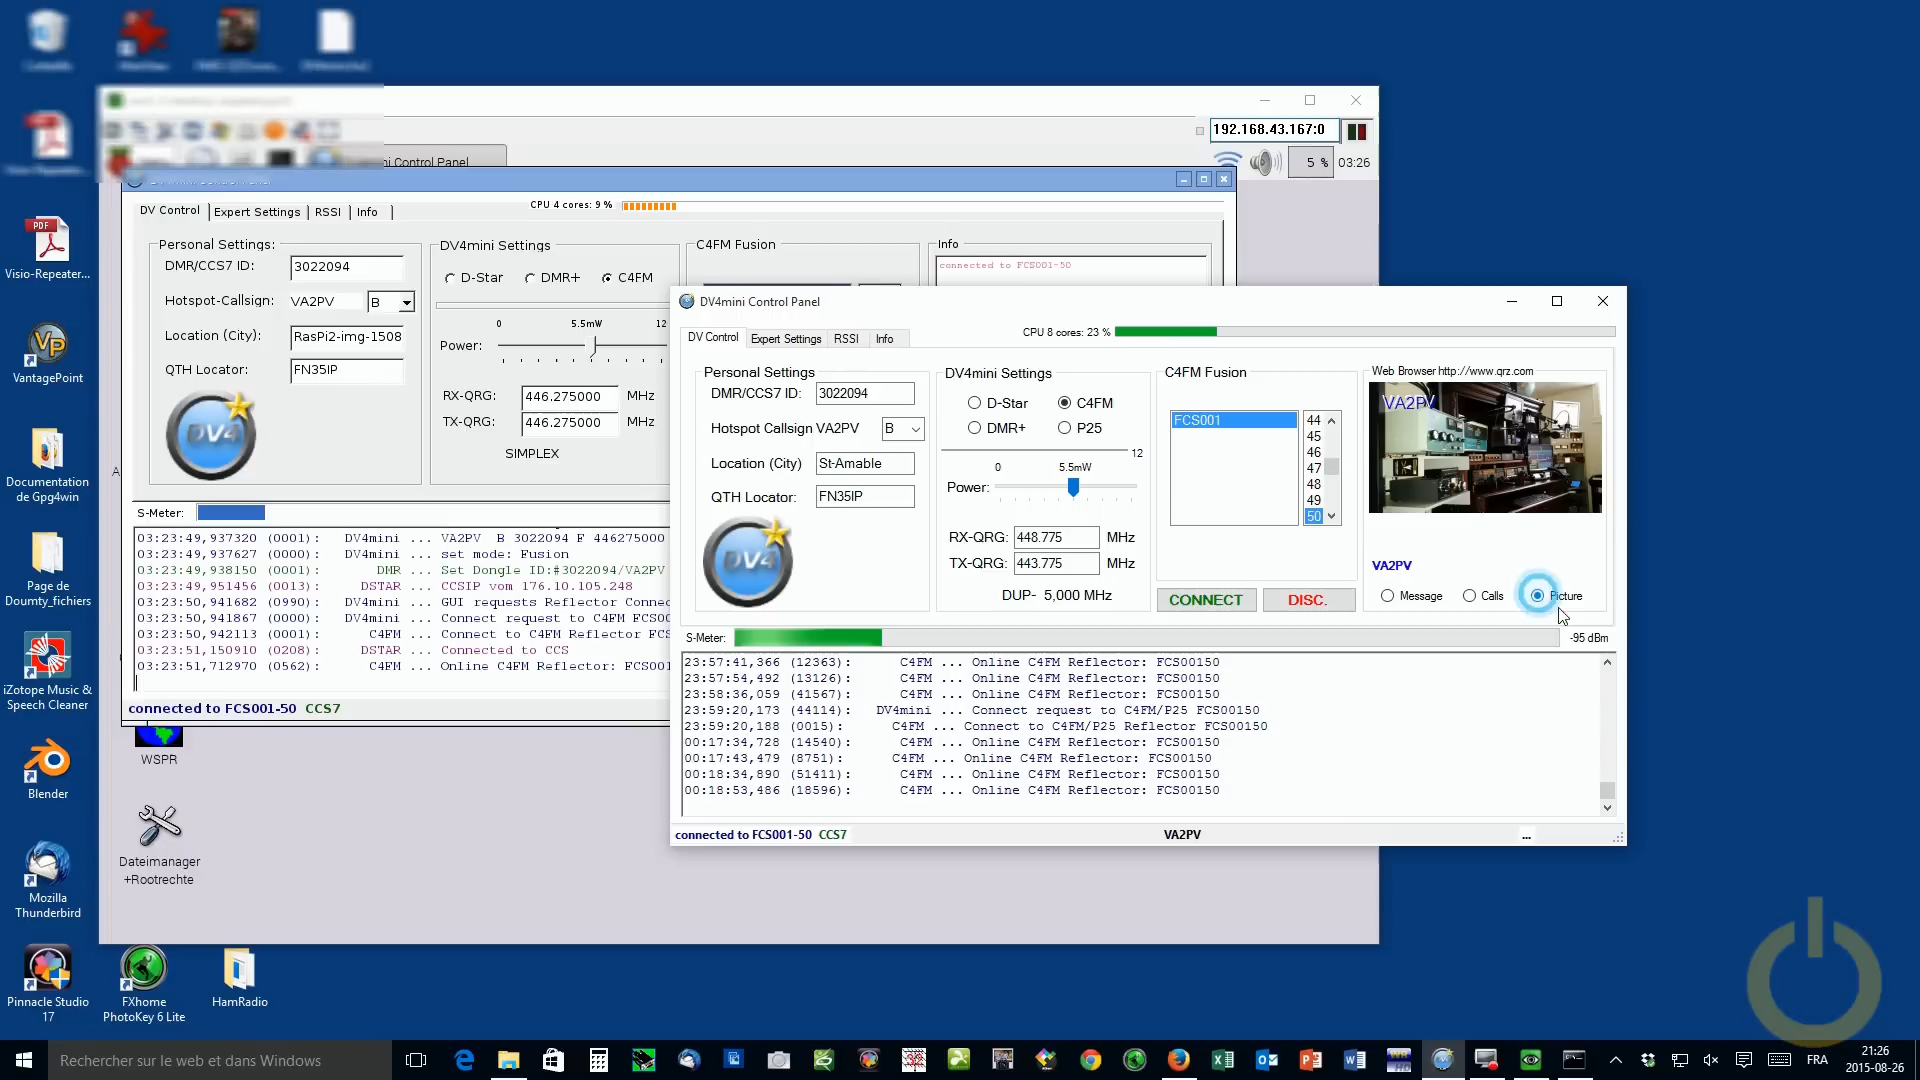 192.168.43.167:0
ni Control Panel
5 %
03:26
DV Control
Expert Settings
RSSI
Info
CPU 4 cores: 9 %
Personal Settings:
DMR/CCS7 ID:
3022094
Hotspot-Callsign:
VA2PV
B
Location (City):
RasPi2-img-1508
QTH Locator:
FN35IP
DV4
DV4mini Settings
D-Star
DMR+
C4FM
0
5.5mW
12
Power:
RX-QRG:
446.275000
MHz
TX-QRG:
446.275000
MHz
SIMPLEX
C4FM Fusion
Info
connected to FCS001-50
S-Meter:
03:23:49,937320 (0001): DV4mini ... VA2PV B 3022094 F 446275000
03:23:49,937627 (0000): DV4mini ... set mode: Fusion
03:23:49,938150 (0001): DMR ... Set Dongle ID:#3022094/VA2PV
03:23:49,951456 (0013): DSTAR ... CCSIP vom 176.10.105.248
03:23:50,941682 (0990): DV4mini ... GUI requests Reflector Connec
03:23:50,941867 (0000): DV4mini ... Connect request to C4FM FCS00
03:23:50,942113 (0001): C4FM ... Connect to C4FM Reflector FCS
03:23:51,150910 (0208): DSTAR ... Connected to CCS
03:23:51,712970 (0562): C4FM ... Online C4FM Reflector: FCS001
connected to FCS001-50 CCS7
DV4mini Control Panel
DV Control
Expert Settings
RSSI
Info
CPU 8 cores: 23 %
Personal Settings
DMR/CCS7 ID:
3022094
Hotspot Callsign
VA2PV
B
Location (City)
St-Amable
QTH Locator:
FN35IP
DV4
DV4mini Settings
D-Star
C4FM
DMR+
P25
12
0
5.5mW
Power:
RX-QRG:
448.775
MHz
TX-QRG:
443.775
MHz
DUP- 5,000 MHz
C4FM Fusion
FCS001
44
45
46
47
48
49
50
CONNECT
DISC.
Web Browser http://www.qrz.com
VA2PV
VA2PV
Message
Calls
Picture
S-Meter:
-95 dBm
23:57:41,366 (12363): C4FM ... Online C4FM Reflector: FCS00150
23:57:54,492 (13126): C4FM ... Online C4FM Reflector: FCS00150
23:58:36,059 (41567): C4FM ... Online C4FM Reflector: FCS00150
23:59:20,173 (44114): DV4mini ... Connect request to C4FM/P25 FCS00150
23:59:20,188 (0015): C4FM ... Connect to C4FM/P25 Reflector FCS00150
00:17:34,728 (14540): C4FM ... Online C4FM Reflector: FCS00150
00:17:43,479 (8751): C4FM ... Online C4FM Reflector: FCS00150
00:18:34,890 (51411): C4FM ... Online C4FM Reflector: FCS00150
00:18:53,486 (18596): C4FM ... Online C4FM Reflector: FCS00150
connected to FCS001-50 CCS7
VA2PV
...
PDF
Visio-Repeater...
VP
VantagePoint
Documentation
de Gpg4win
Page de
Doumty_fichiers
iZotope Music &
Speech Cleaner
Blender
Mozilla
Thunderbird
Pinnacle Studio
17
FXhome
PhotoKey 6 Lite
HamRadio
WSPR
Dateimanager
+Rootrechte
Rechercher sur le web et dans Windows
FRA
21:26
2015-08-26